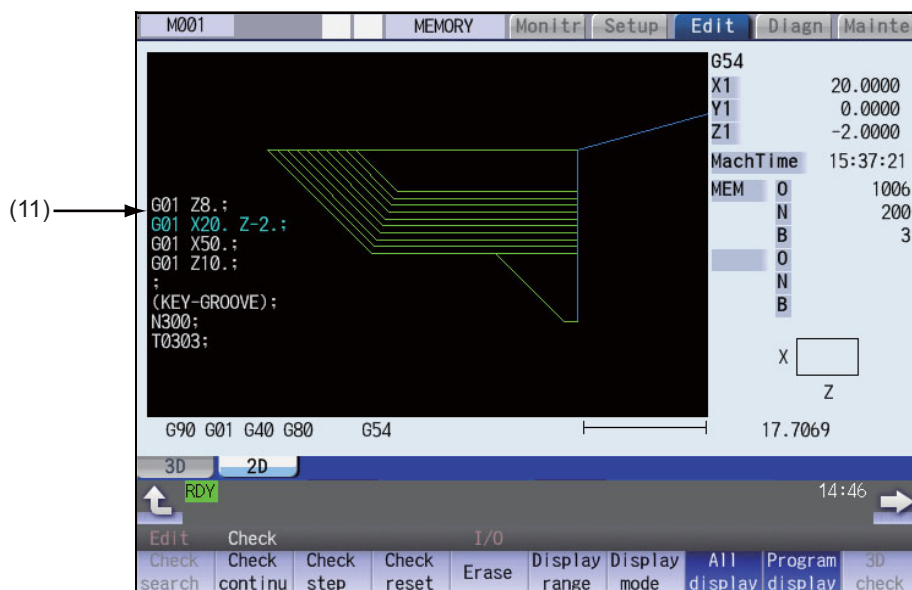 M001 MEMORY Monitr Setup Edit Diagn Mainte
G54
X1 20.0000
Y1 0.0000
Z1 -2.0000
MachTime 15:37:21
MEM O 1006
N 200
B 3
O
N
B
(11)
G01 Z8.;
G01 X20. Z-2.;
G01 X50.;
G01 Z10.;
;
(KEY-GROOVE);
N300;
T0303;
X
Z
G90 G01 G40 G80 G54 17.7069
3D 2D
RDY 14:46
Edit Check I/O
Check search Check continu Check step Check reset Erase Display range Display mode All display Program display 3D check